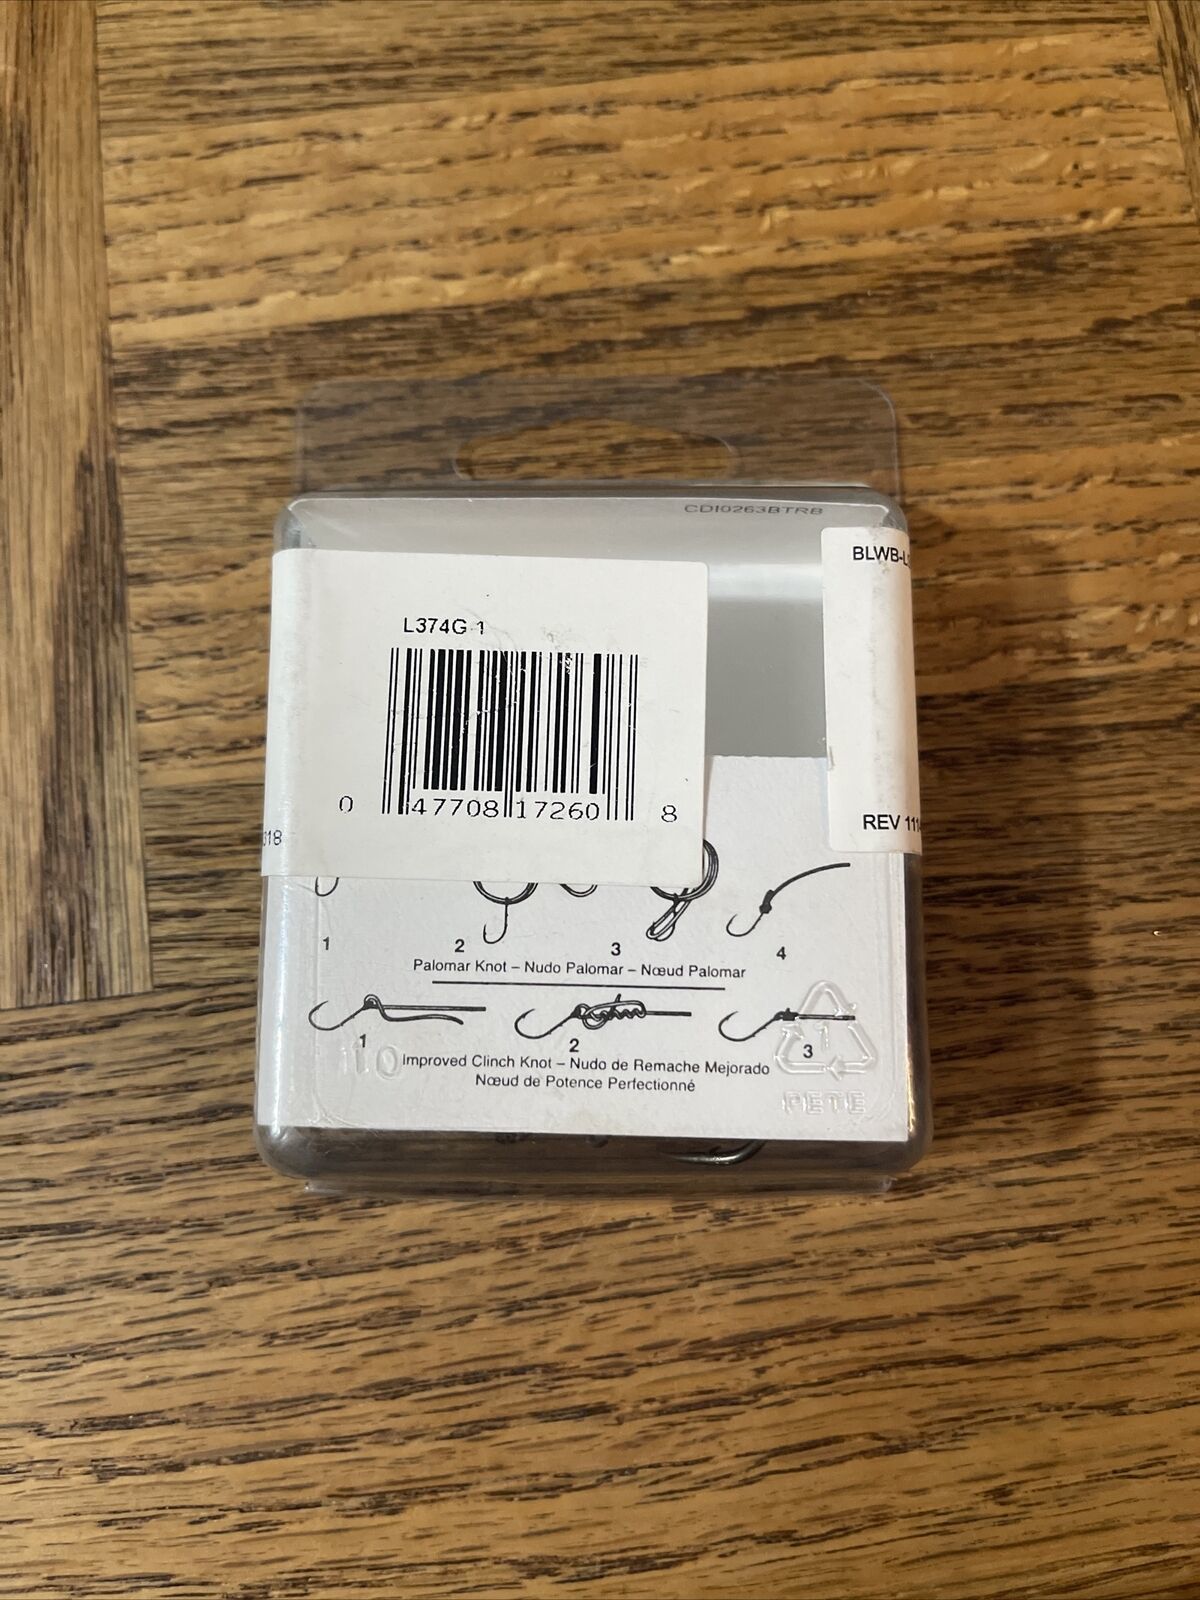 CDI0263BTRB
BLWB-L
L374G-1
0 47708 17260 8
318
REV 111
1 2 3 4
Palomar Knot – Nudo Palomar – Nœud Palomar
1 2 3
1
10
Improved Clinch Knot – Nudo de Remache Mejorado
Nœud de Potence Perfectionné
PETE